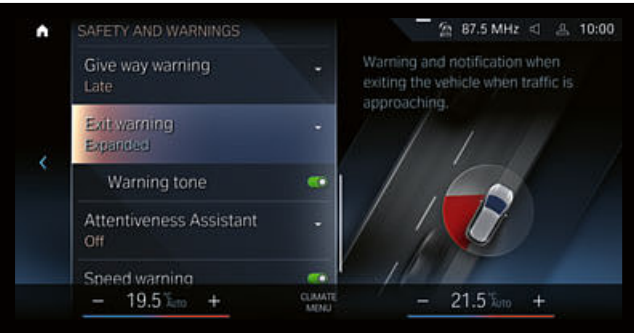 SAFETY AND WARNINGS
87.5 MHz
10:00
Give way warning
Late
Exit warning
Expanded
Warning tone
Attentiveness Assistant
Off
Speed warning
Warning and notification when
exiting the vehicle when traffic is
approaching.
- 19.5 °C AUTO +
CLIMATE
MENU
- 21.5 °C AUTO +